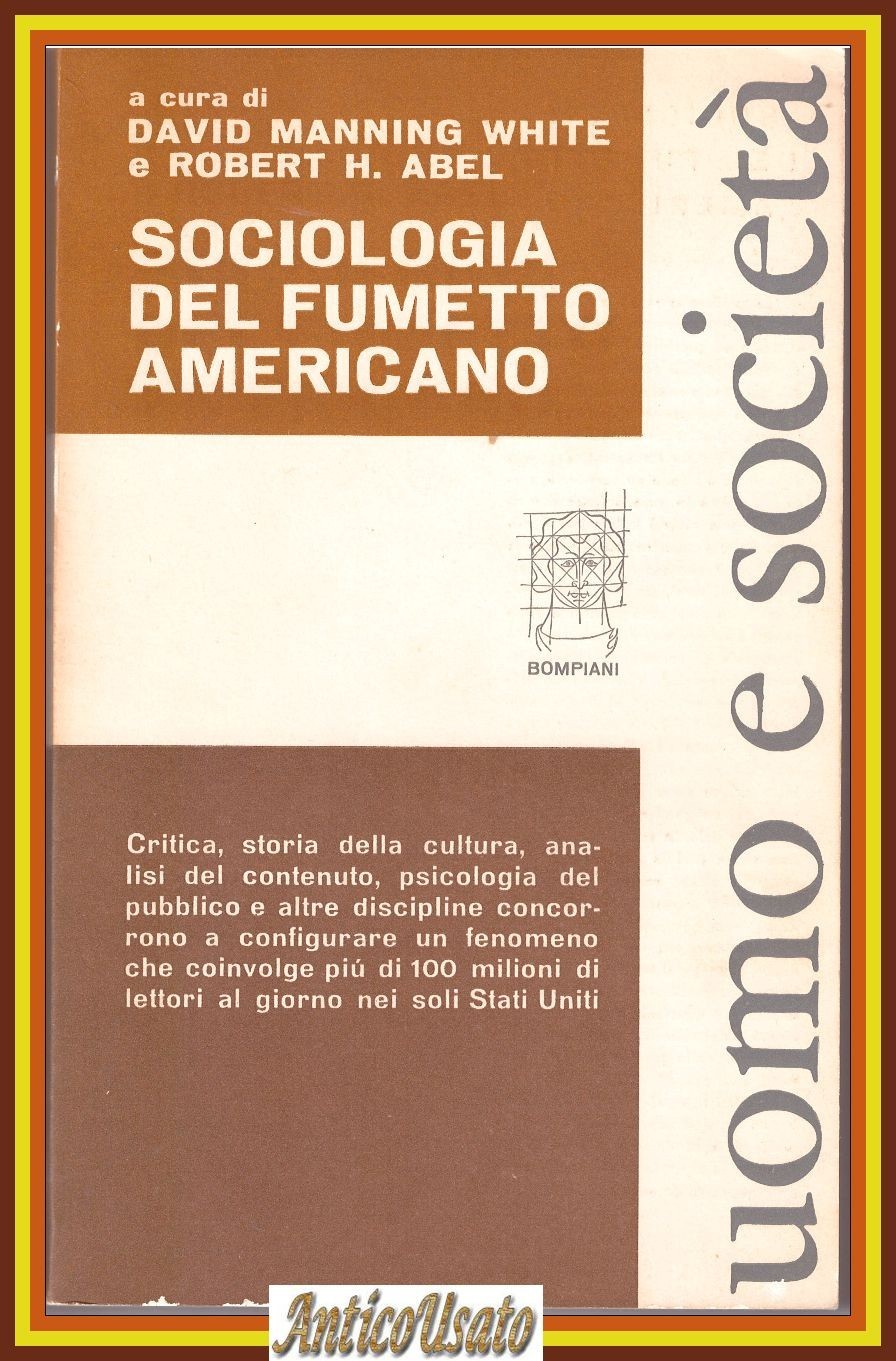 a cura di
DAVID MANNING WHITE
e ROBERT H. ABEL
SOCIOLOGIA
DEL FUMETTO
AMERICANO
BOMPIANI
Critica, storia della cultura, ana-
lisi del contenuto, psicologia del
pubblico e altre discipline concor-
rono a configurare un fenomeno
che coinvolge piú di 100 milioni di
lettori al giorno nei soli Stati Uniti
uomo e società
AnticoUsato